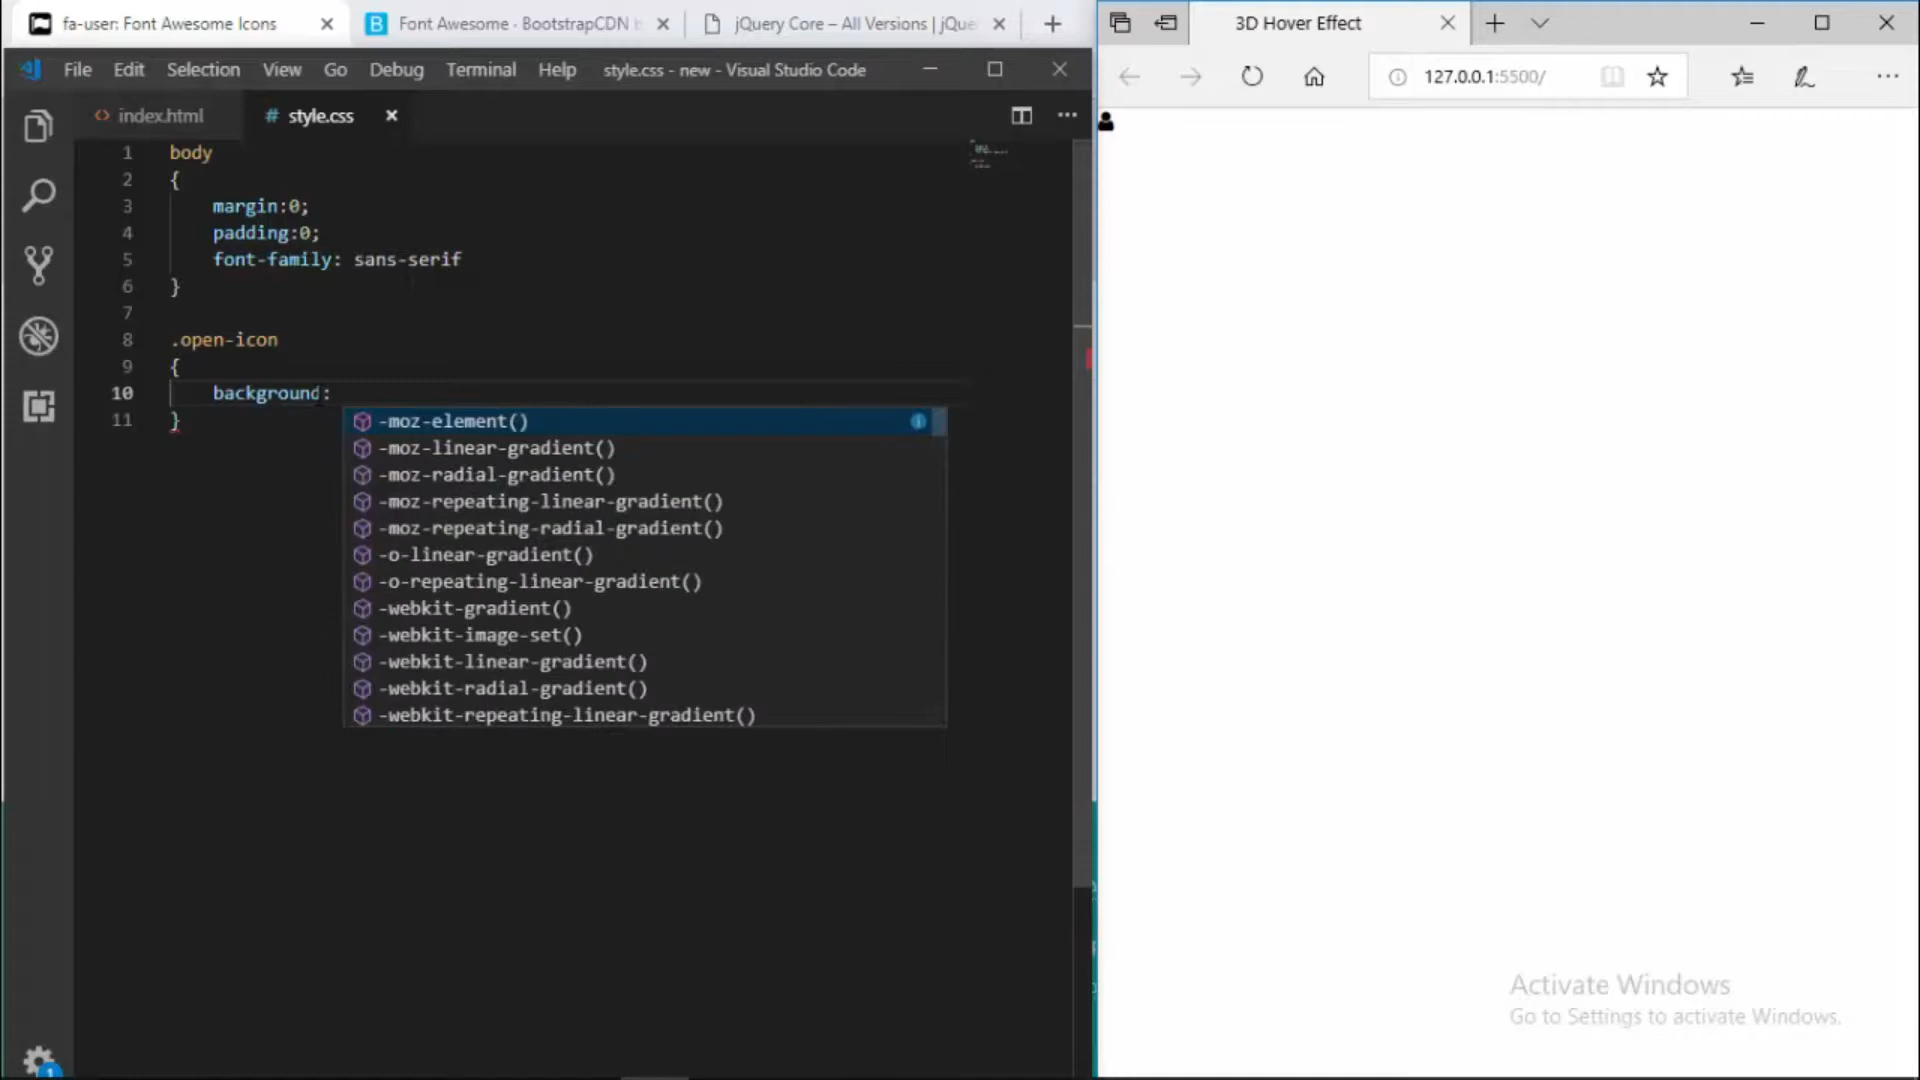 fa-user: Font Awesome Icons
Font Awesome · BootstrapCDN b
jQuery Core – All Versions | jQue
File Edit Selection View Go Debug Terminal Help style.css - new - Visual Studio Code
index.html
# style.css
1 body
2 {
3 margin:0;
4 padding:0;
5 font-family: sans-serif
6 }
7
8 .open-icon
9 {
10 background:
11 }
-moz-element()
-moz-linear-gradient()
-moz-radial-gradient()
-moz-repeating-linear-gradient()
-moz-repeating-radial-gradient()
-o-linear-gradient()
-o-repeating-linear-gradient()
-webkit-gradient()
-webkit-image-set()
-webkit-linear-gradient()
-webkit-radial-gradient()
-webkit-repeating-linear-gradient()
1
3D Hover Effect
127.0.0.1:5500/
Activate Windows
Go to Settings to activate Windows.